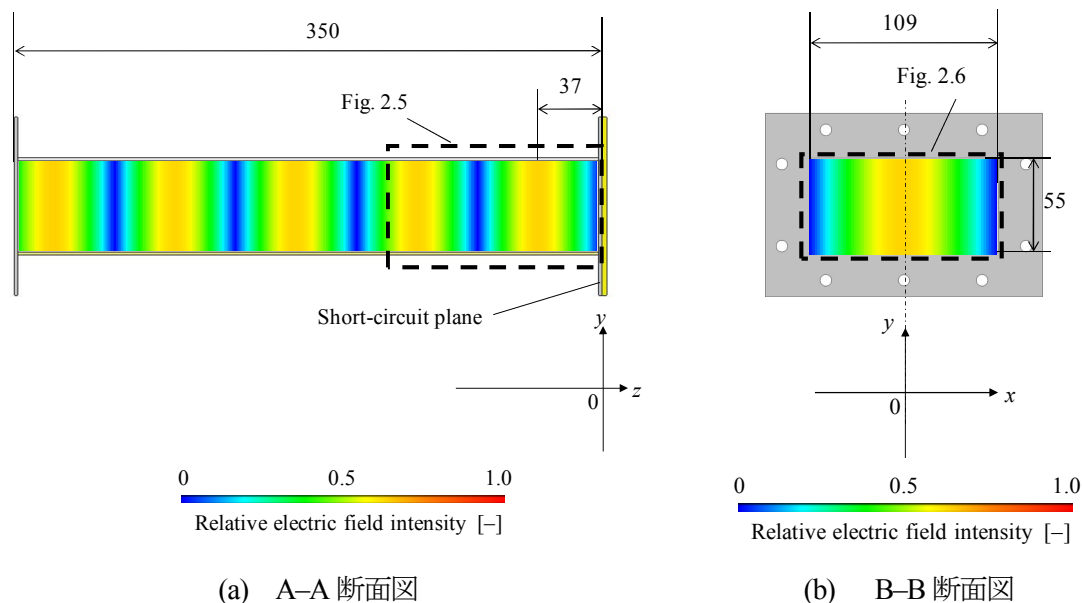 350
37
Fig. 2.5
Short-circuit plane
y
z
0
0 0.5 1.0
Relative electric field intensity [–]
(a) A–A 断面図
109
Fig. 2.6
55
y
x
0
0 0.5 1.0
Relative electric field intensity [–]
(b) B–B 断面図